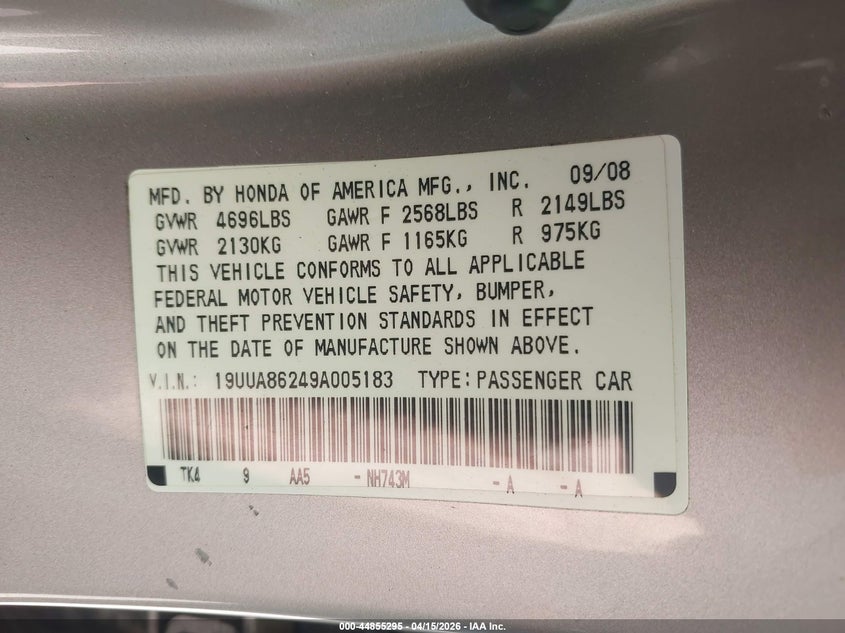 MFD. BY HONDA OF AMERICA MFG., INC. 09/08
GVWR 4696LBS GAWR F 2568LBS R 2149LBS
GVWR 2130KG GAWR F 1165KG R 975KG
THIS VEHICLE CONFORMS TO ALL APPLICABLE
FEDERAL MOTOR VEHICLE SAFETY, BUMPER,
AND THEFT PREVENTION STANDARDS IN EFFECT
ON THE DATE OF MANUFACTURE SHOWN ABOVE.
V.I.N.: 19UUA86249A005183 TYPE: PASSENGER CAR
TK4 9 AA5 - NH743M - A - A
000-44855295 - 04/15/2026 - IAA Inc.